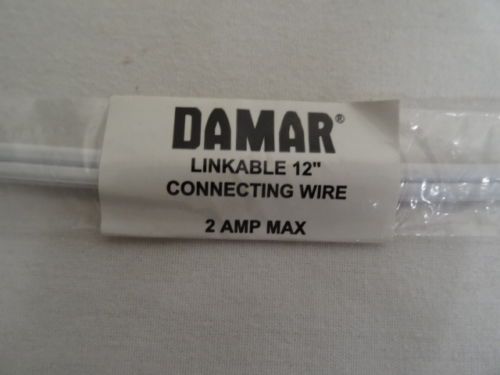 DAMAR®
LINKABLE 12"
CONNECTING WIRE
2 AMP MAX